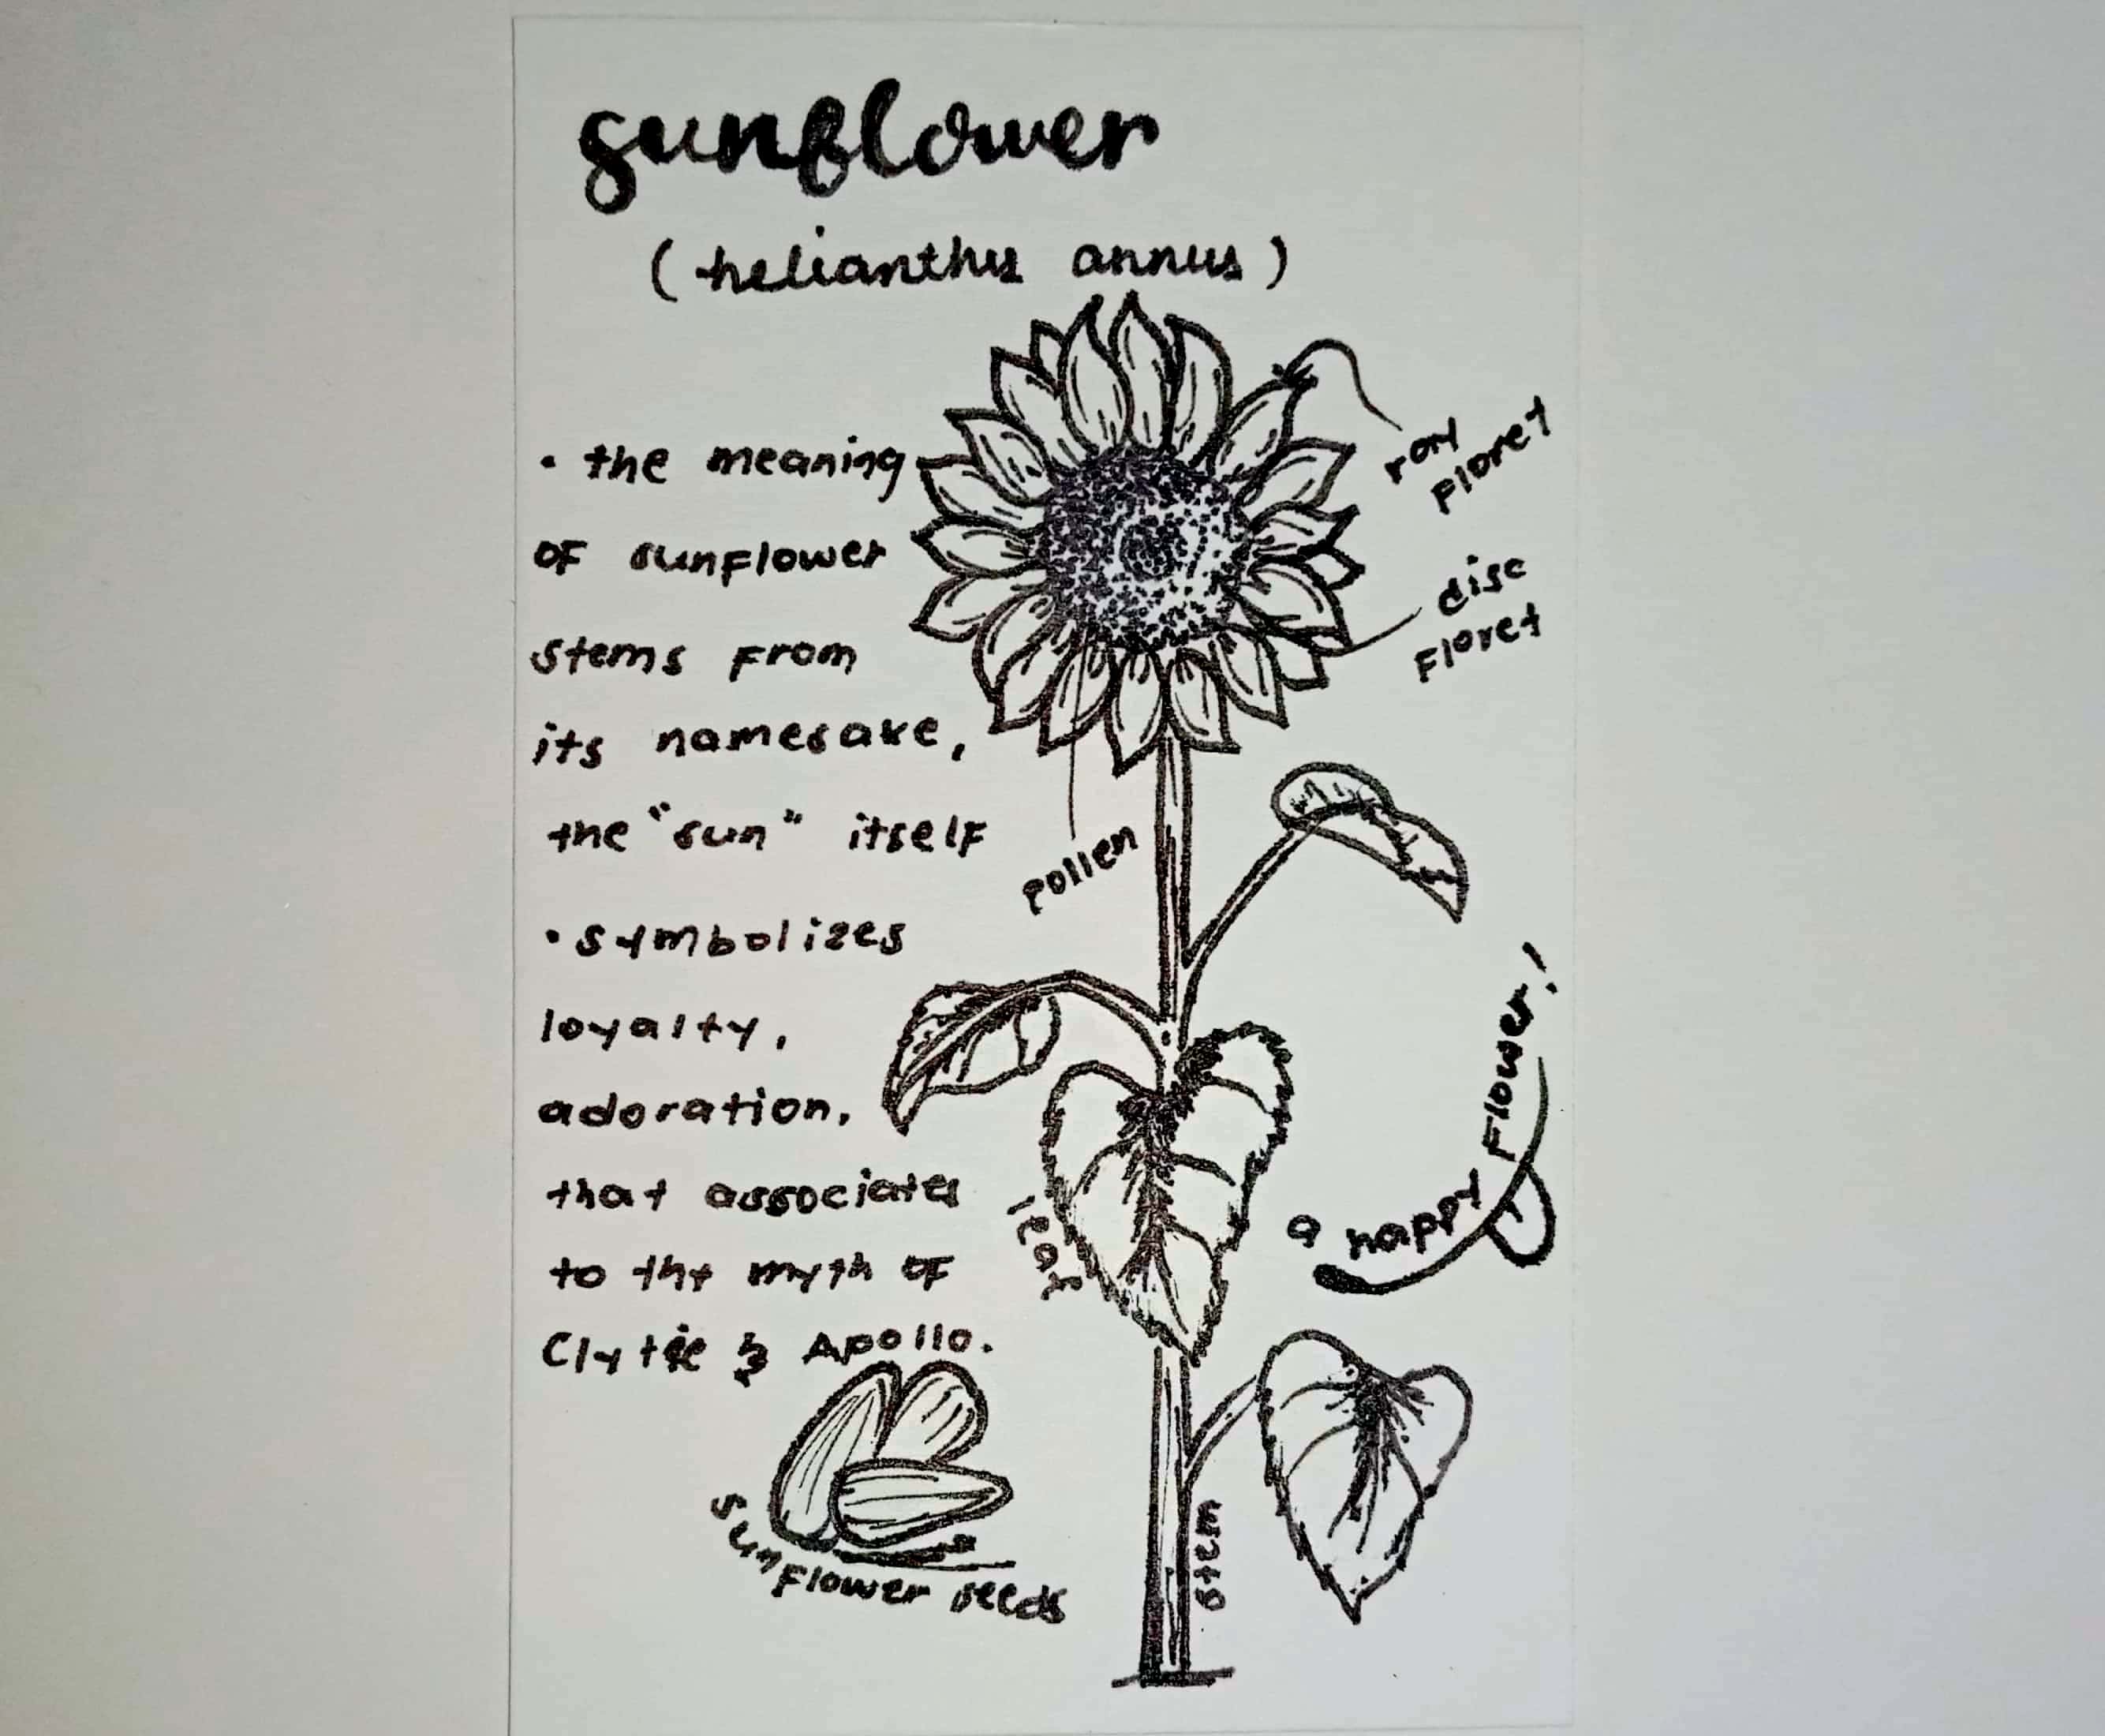 sunflower
(helianthus annus)
• the meaning
of sunflower
stems from
its namesake,
the "sun" itself
• symbolizes
loyalty,
adoration,
that associates
to the myth of
Clytie & Apollo.
ray
floret
disc
floret
pollen
leaf
a happy flower!
stem
sunflower seeds